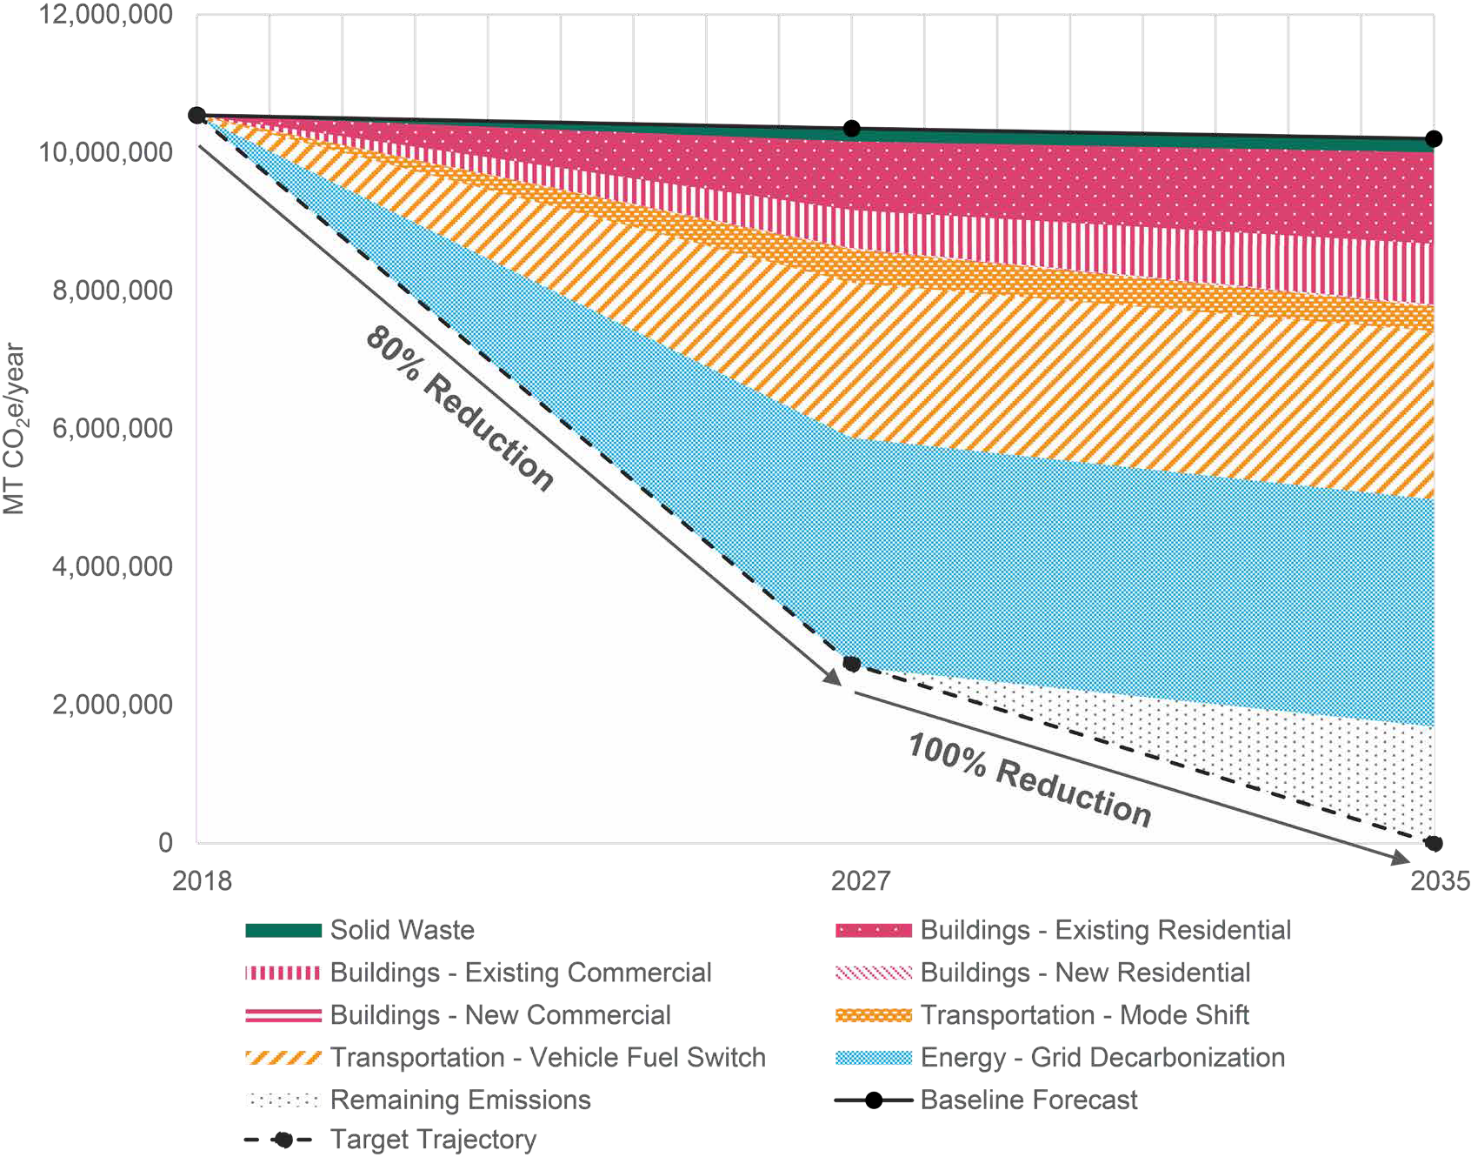 12,000,000
10,000,000
8,000,000
6,000,000
4,000,000
2,000,000
0
MT CO₂e/year
80% Reduction
100% Reduction
2018 2027 2035
Solid Waste
Buildings - Existing Residential
Buildings - Existing Commercial
Buildings - New Residential
Buildings - New Commercial
Transportation - Mode Shift
Transportation - Vehicle Fuel Switch
Energy - Grid Decarbonization
Remaining Emissions
Baseline Forecast
Target Trajectory